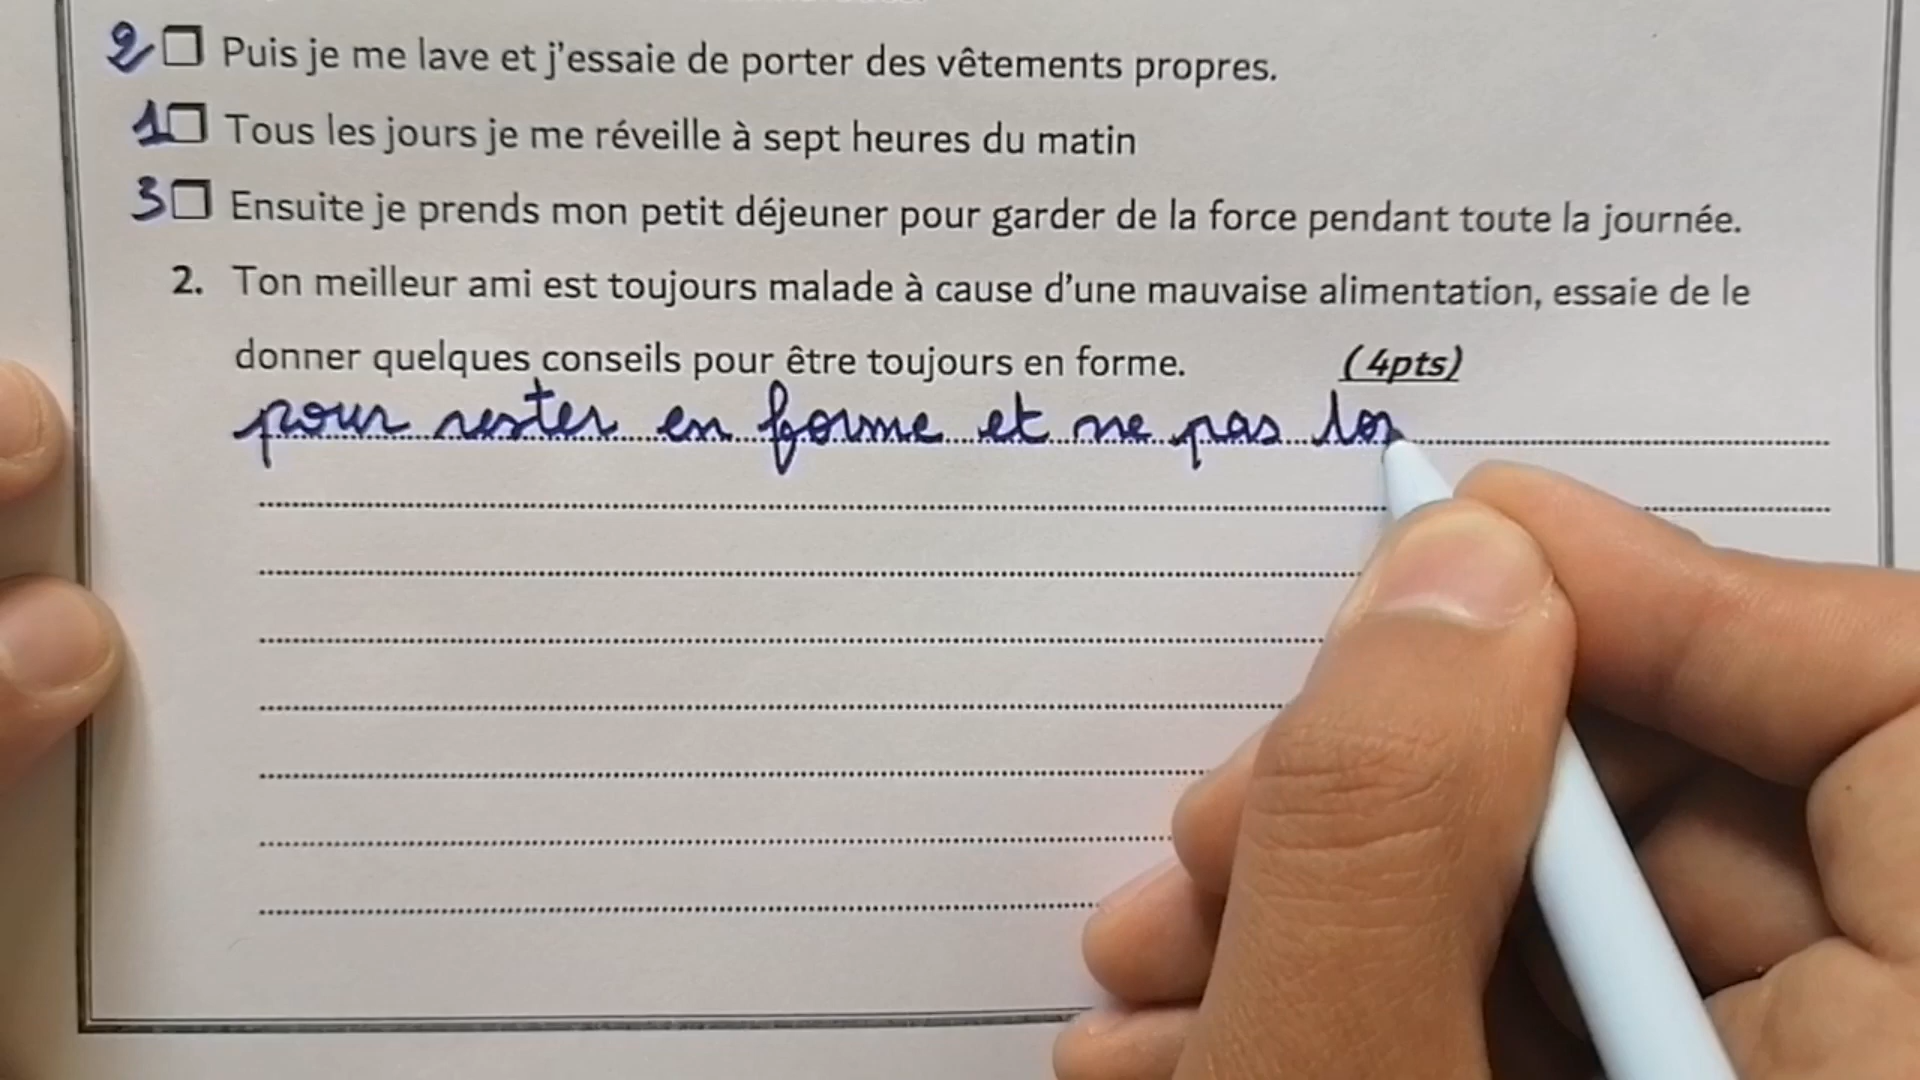 2 Puis je me lave et j'essaie de porter des vêtements propres.
1 Tous les jours je me réveille à sept heures du matin
3 Ensuite je prends mon petit déjeuner pour garder de la force pendant toute la journée.
2. Ton meilleur ami est toujours malade à cause d'une mauvaise alimentation, essaie de le
donner quelques conseils pour être toujours en forme. (4pts)
pour rester en forme et ne pas